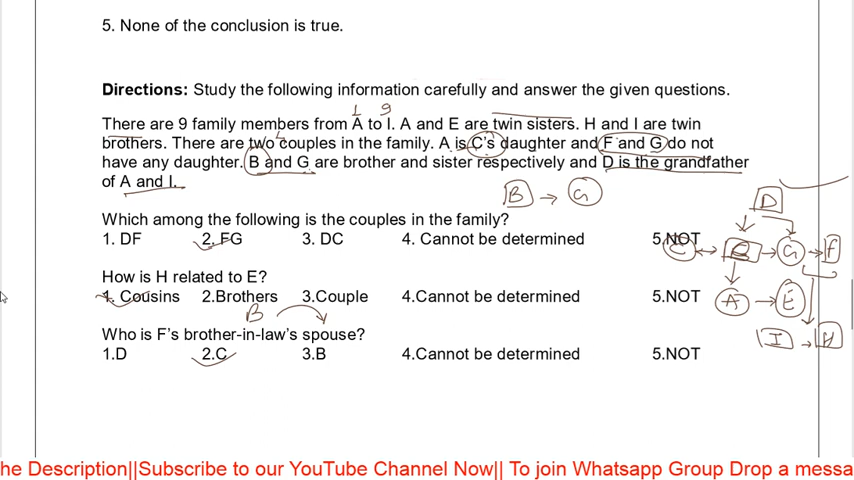 5. None of the conclusion is true.
Directions: Study the following information carefully and answer the given questions.
1 9
There are 9 family members from A to I. A and E are twin sisters. H and I are twin
brothers. There are two couples in the family. A is C's daughter and F and G do not
have any daughter. B and G are brother and sister respectively and D is the grandfather
of A and I.
B → G
D
Which among the following is the couples in the family?
1. DF 2. FG 3. DC 4. Cannot be determined 5.NOT
G F
How is H related to E?
1. Cousins 2.Brothers 3.Couple 4.Cannot be determined 5.NOT
A → E
B
Who is F's brother-in-law's spouse?
I → H
1.D 2.C 3.B 4.Cannot be determined 5.NOT
he Description||Subscribe to our YouTube Channel Now|| To join Whatsapp Group Drop a messa